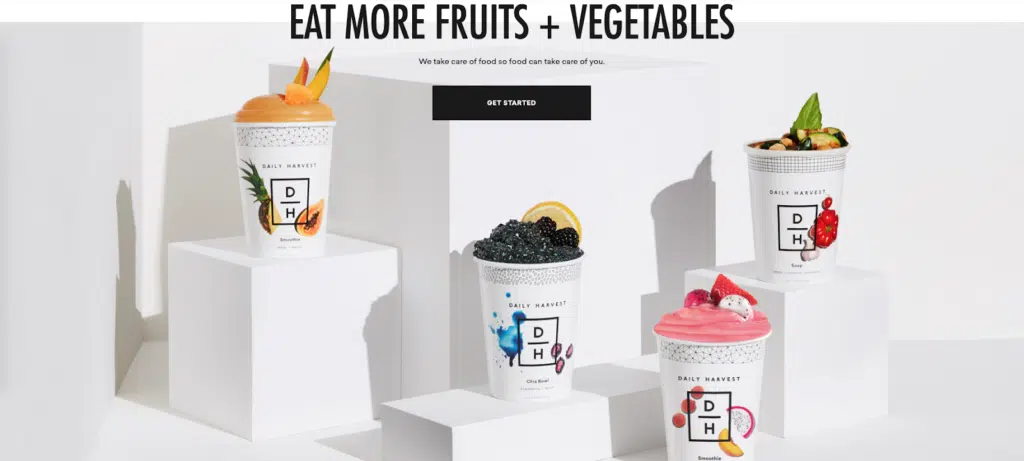 EAT MORE FRUITS + VEGETABLES
We take care of food so food can take care of you.
GET STARTED
DAILY HARVEST
D
H
Smoothie
DAILY HARVEST
D
H
Soup
DAILY HARVEST
D
H
Chia Bowl
DAILY HARVEST
D
H
Smoothie